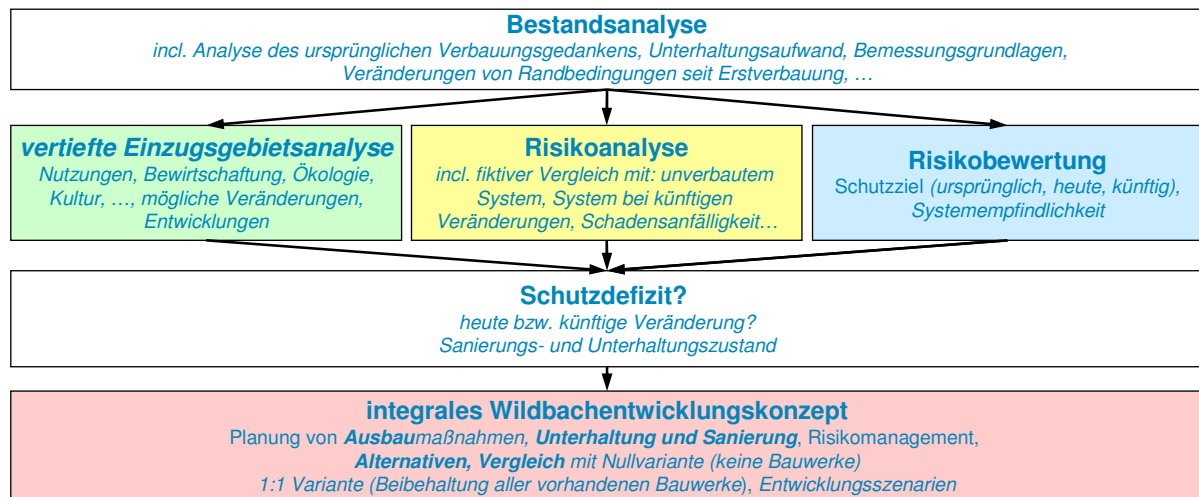 Bestandsanalyse
incl. Analyse des ursprünglichen Verbauungsgedankens, Unterhaltungsaufwand, Bemessungsgrundlagen,
Veränderungen von Randbedingungen seit Erstverbauung, …
vertiefte Einzugsgebietsanalyse
Nutzungen, Bewirtschaftung, Ökologie,
Kultur, …, mögliche Veränderungen,
Entwicklungen
Risikoanalyse
incl. fiktiver Vergleich mit: unverbautem
System, System bei künftigen
Veränderungen, Schadensanfälligkeit…
Risikobewertung
Schutzziel (ursprünglich, heute, künftig),
Systemempfindlichkeit
Schutzdefizit?
heute bzw. künftige Veränderung?
Sanierungs- und Unterhaltungszustand
integrales Wildbachentwicklungskonzept
Planung von Ausbaumaßnahmen, Unterhaltung und Sanierung, Risikomanagement,
Alternativen, Vergleich mit Nullvariante (keine Bauwerke)
1:1 Variante (Beibehaltung aller vorhandenen Bauwerke), Entwicklungsszenarien